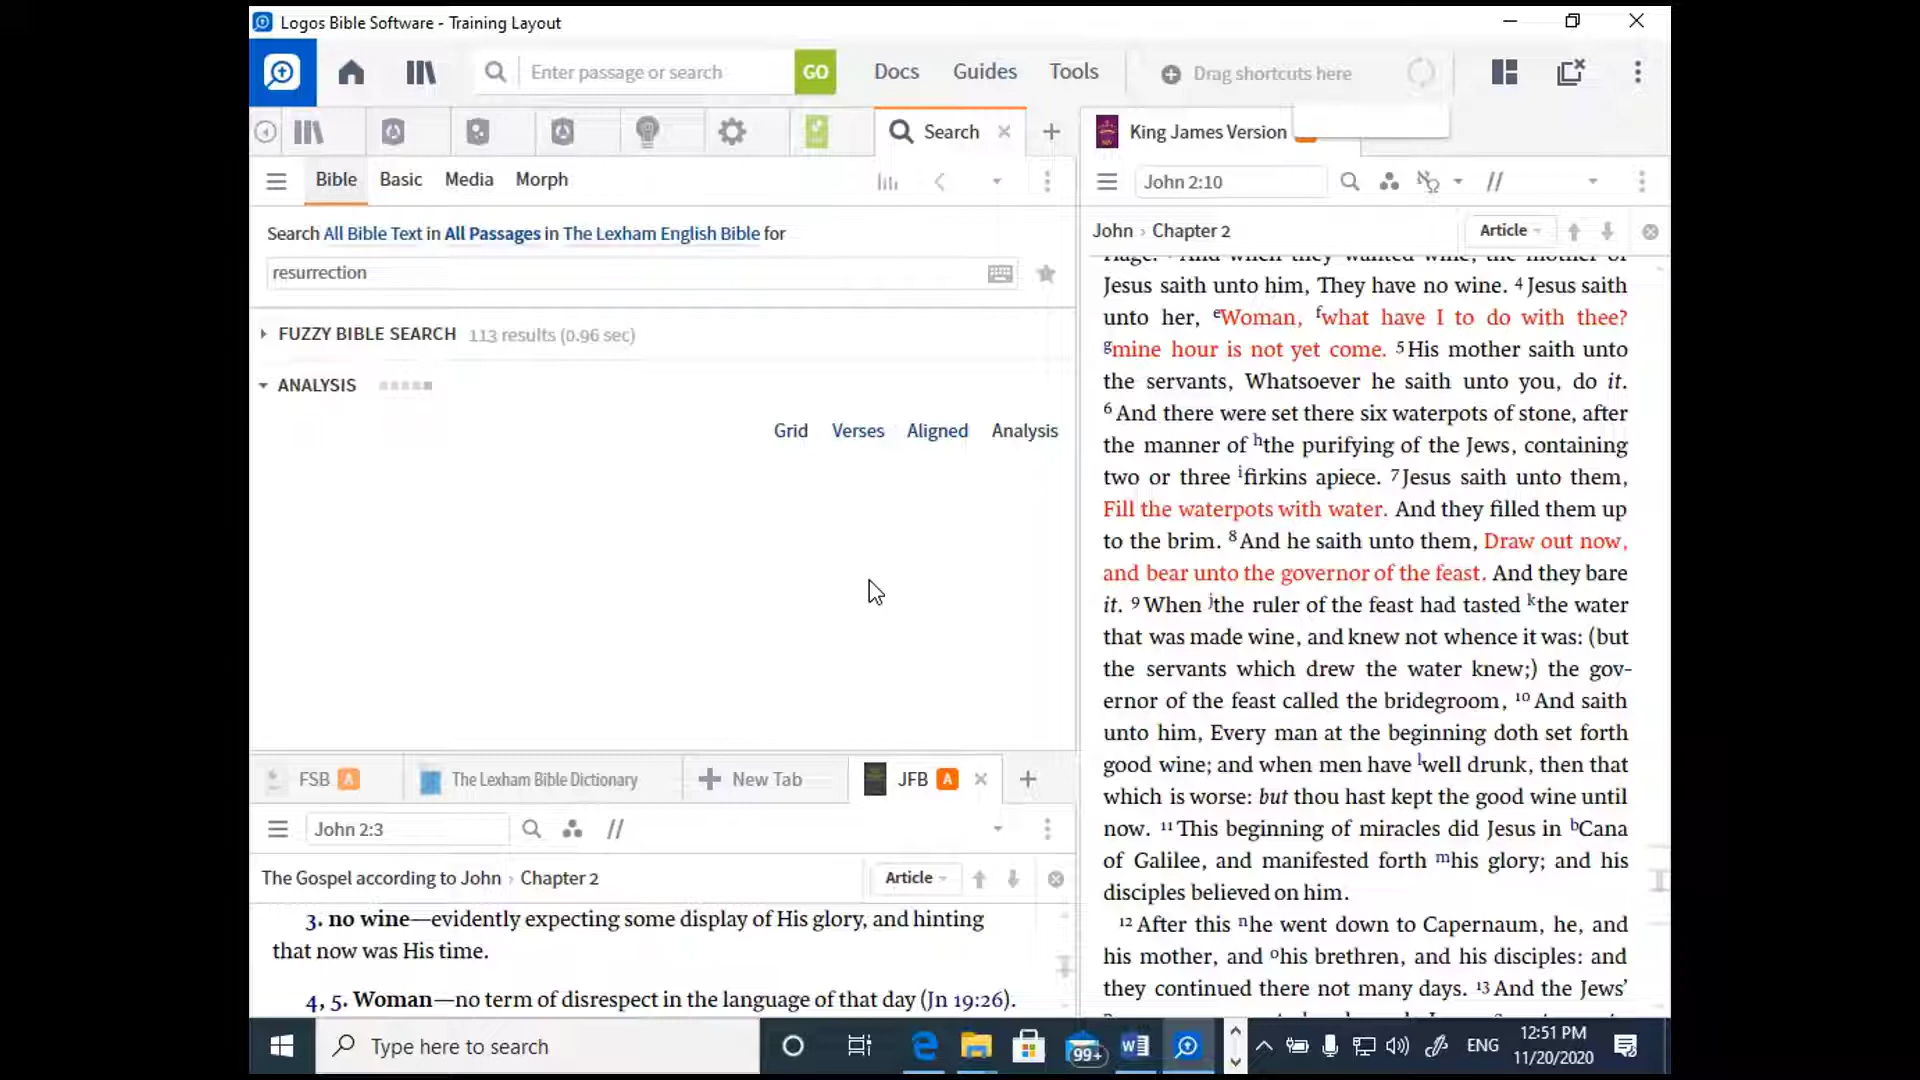 Logos Bible Software - Training Layout
Enter passage or search
GO
Docs
Guides
Tools
Drag shortcuts here
Search
King James Version
Bible
Basic
Media
Morph
John 2:10
Search All Bible Text in All Passages in The Lexham English Bible for
John › Chapter 2
Article
resurrection
FUZZY BIBLE SEARCH 113 results (0.96 sec)
ANALYSIS
Grid
Verses
Aligned
Analysis
riage. And when they wanted wine, the mother of
Jesus saith unto him, They have no wine. 4 Jesus saith
unto her, eWoman, fwhat have I to do with thee?
gmine hour is not yet come. 5 His mother saith unto
the servants, Whatsoever he saith unto you, do it.
6 And there were set there six waterpots of stone, after
the manner of hthe purifying of the Jews, containing
two or three ifirkins apiece. 7 Jesus saith unto them,
Fill the waterpots with water. And they filled them up
to the brim. 8 And he saith unto them, Draw out now,
and bear unto the governor of the feast. And they bare
it. 9 When jthe ruler of the feast had tasted kthe water
that was made wine, and knew not whence it was: (but
the servants which drew the water knew;) the gov-
ernor of the feast called the bridegroom, 10 And saith
unto him, Every man at the beginning doth set forth
good wine; and when men have lwell drunk, then that
which is worse: but thou hast kept the good wine until
now. 11 This beginning of miracles did Jesus in bCana
of Galilee, and manifested forth mhis glory; and his
disciples believed on him.
12 After this nhe went down to Capernaum, he, and
his mother, and ohis brethren, and his disciples: and
they continued there not many days. 13 And the Jews'
FSB A
The Lexham Bible Dictionary
New Tab
JFB A
John 2:3
The Gospel according to John › Chapter 2
Article
3. no wine—evidently expecting some display of His glory, and hinting
that now was His time.
4, 5. Woman—no term of disrespect in the language of that day (Jn 19:26).
Type here to search
99+
ENG
12:51 PM
11/20/2020